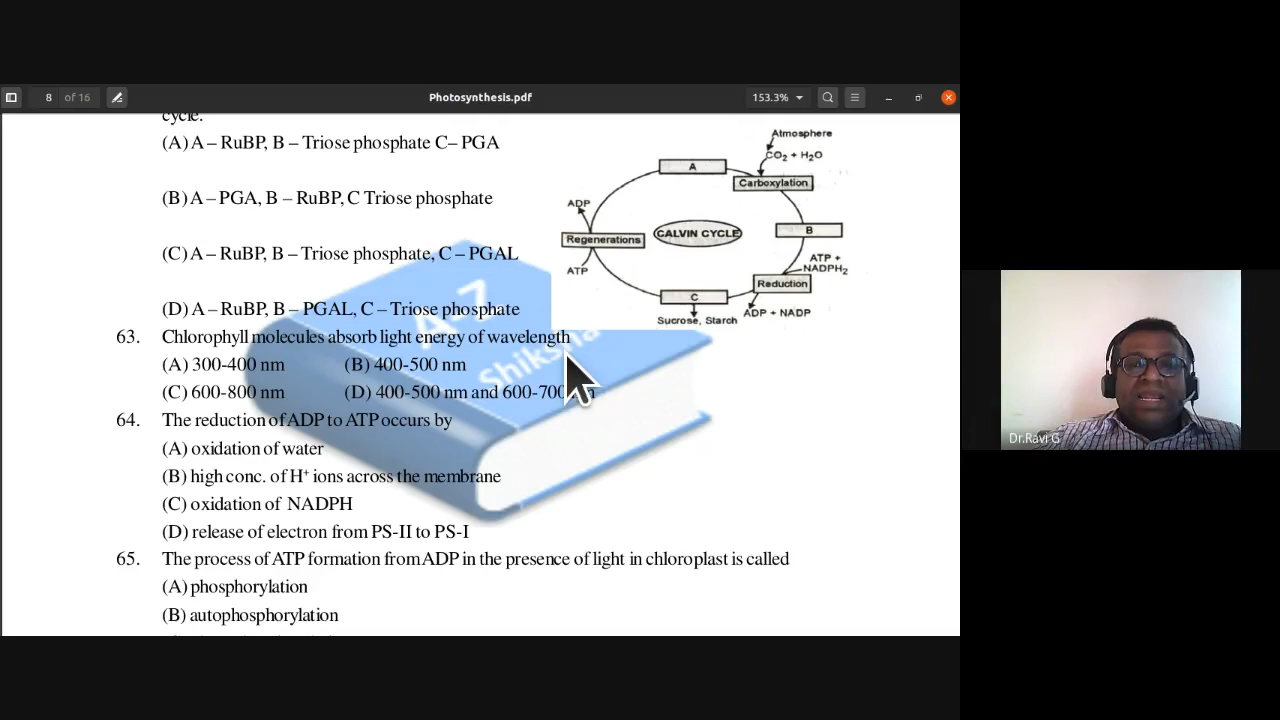 8 of 16
Photosynthesis.pdf
153.3%
cycle.
(A) A – RuBP, B – Triose phosphate C– PGA
(B) A – PGA, B – RuBP, C Triose phosphate
(C) A – RuBP, B – Triose phosphate, C – PGAL
(D) A – RuBP, B – PGAL, C – Triose phosphate
Atmosphere
CO₂ + H₂O
A
Carboxylation
ADP
Regenerations
CALVIN CYCLE
B
ATP
ATP +
NADPH₂
Reduction
C
Sucrose, Starch
ADP + NADP
A-Z
Shiksha
63. Chlorophyll molecules absorb light energy of wavelength
(A) 300-400 nm (B) 400-500 nm
(C) 600-800 nm (D) 400-500 nm and 600-700
64. The reduction of ADP to ATP occurs by
(A) oxidation of water
(B) high conc. of H⁺ ions across the membrane
(C) oxidation of NADPH
(D) release of electron from PS-II to PS-I
65. The process of ATP formation from ADP in the presence of light in chloroplast is called
(A) phosphorylation
(B) autophosphorylation
Dr.Ravi G